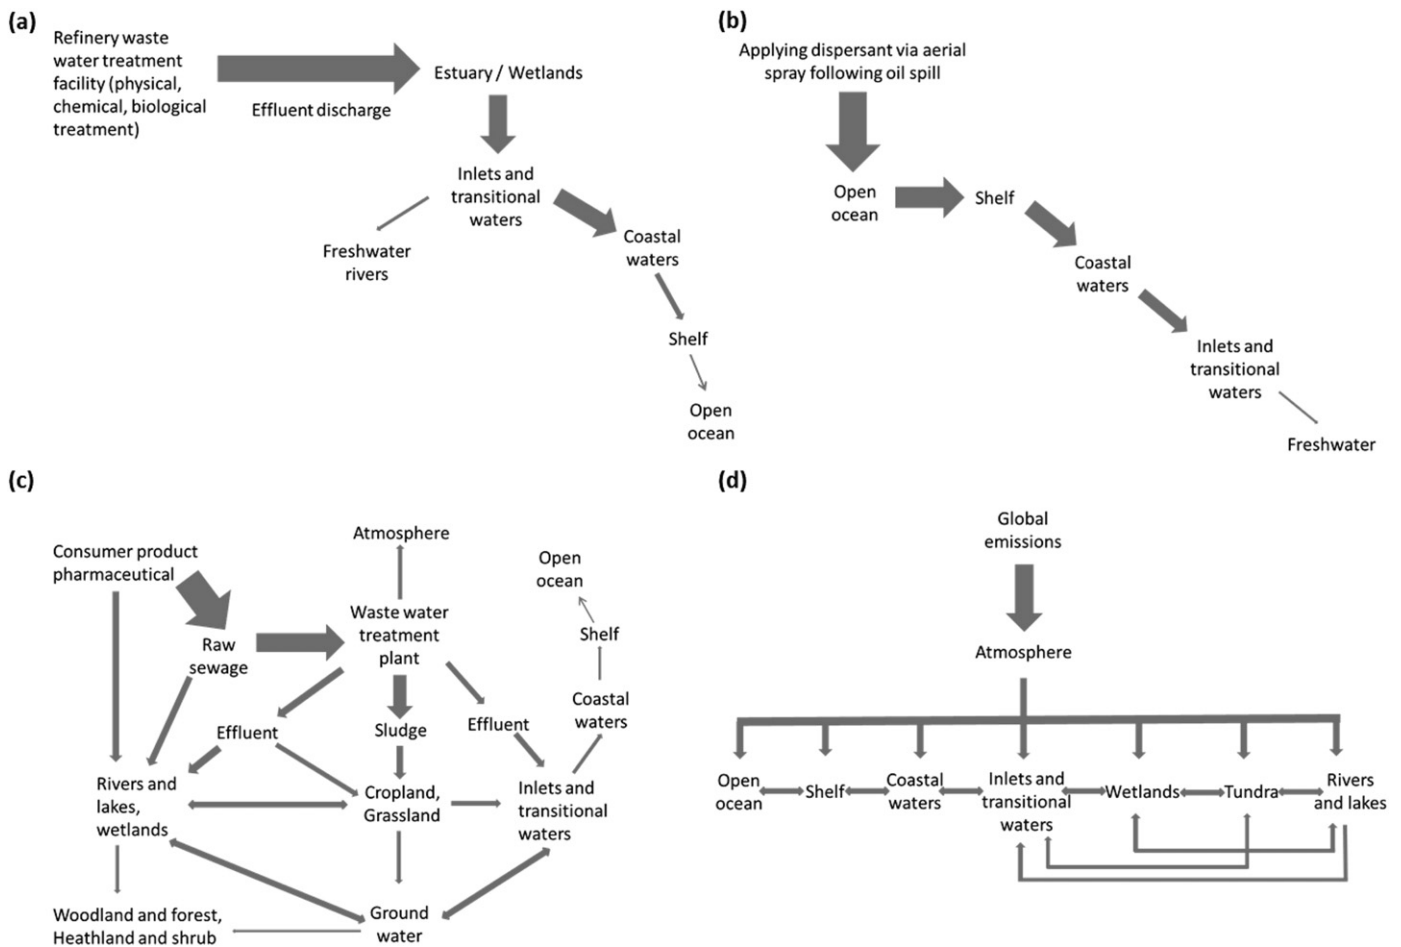 (a)
Refinery waste
water treatment
facility (physical,
chemical, biological
treatment)
Effluent discharge
Estuary / Wetlands
Inlets and
transitional
waters
Freshwater
rivers
Coastal
waters
Shelf
Open
ocean
(b)
Applying dispersant via aerial
spray following oil spill
Open
ocean
Shelf
Coastal
waters
Inlets and
transitional
waters
Freshwater
(c)
Consumer product
pharmaceutical
Raw
sewage
Atmosphere
Waste water
treatment
plant
Effluent
Sludge
Effluent
Open
ocean
Shelf
Coastal
waters
Rivers and
lakes,
wetlands
Cropland,
Grassland
Inlets and
transitional
waters
Woodland and forest,
Heathland and shrub
Ground
water
(d)
Global
emissions
Atmosphere
Open
ocean
Shelf
Coastal
waters
Inlets and
transitional
waters
Wetlands
Tundra
Rivers
and lakes